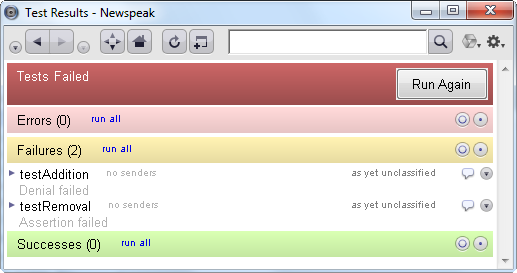 Test Results - Newspeak
Tests Failed
Run Again
Errors (0) run all
Failures (2) run all
testAddition no senders as yet unclassified
Denial failed
testRemoval no senders as yet unclassified
Assertion failed
Successes (0) run all